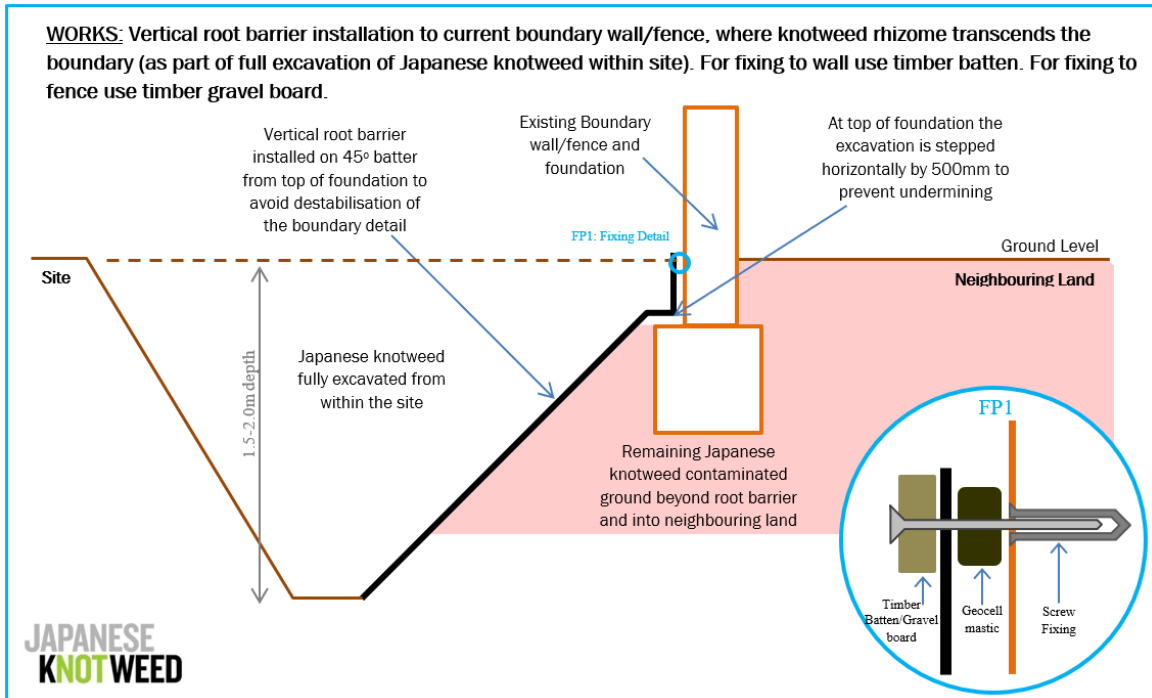 WORKS: Vertical root barrier installation to current boundary wall/fence, where knotweed rhizome transcends the
boundary (as part of full excavation of Japanese knotweed within site). For fixing to wall use timber batten. For fixing to
fence use timber gravel board.
Vertical root barrier
installed on 45º batter
from top of foundation to
avoid destabilisation of
the boundary detail
Existing Boundary
wall/fence and
foundation
At top of foundation the
excavation is stepped
horizontally by 500mm to
prevent undermining
FP1: Fixing Detail
Ground Level
Site
Neighbouring Land
1.5-2.0m depth
Japanese knotweed
fully excavated from
within the site
Remaining Japanese
knotweed contaminated
ground beyond root barrier
and into neighbouring land
FP1
Timber
Batten/Gravel
board
Geocell
mastic
Screw
Fixing
JAPANESE
KNOTWEED